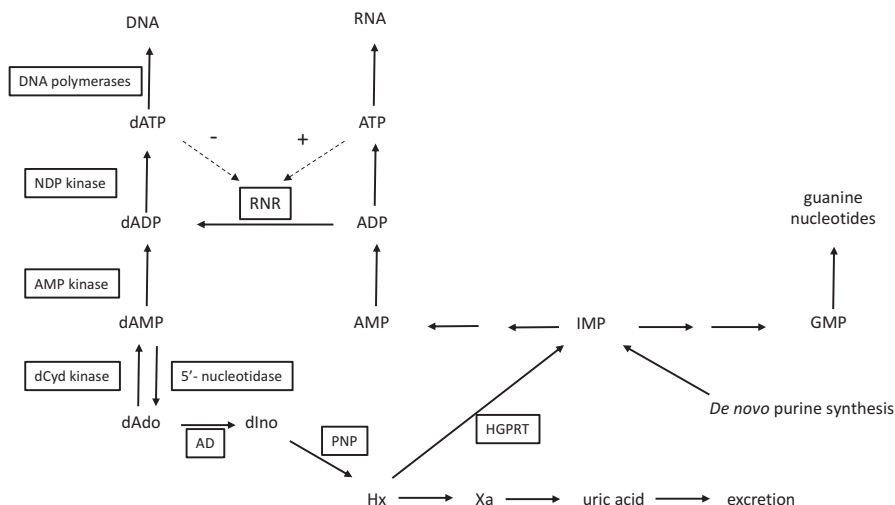 DNA
RNA
DNA polymerases
dATP
-
+
ATP
NDP kinase
RNR
guanine
nucleotides
dADP
ADP
AMP kinase
dAMP
AMP
IMP
GMP
dCyd kinase
5’- nucleotidase
De novo purine synthesis
dAdo
dIno
AD
PNP
HGPRT
Hx
Xa
uric acid
excretion